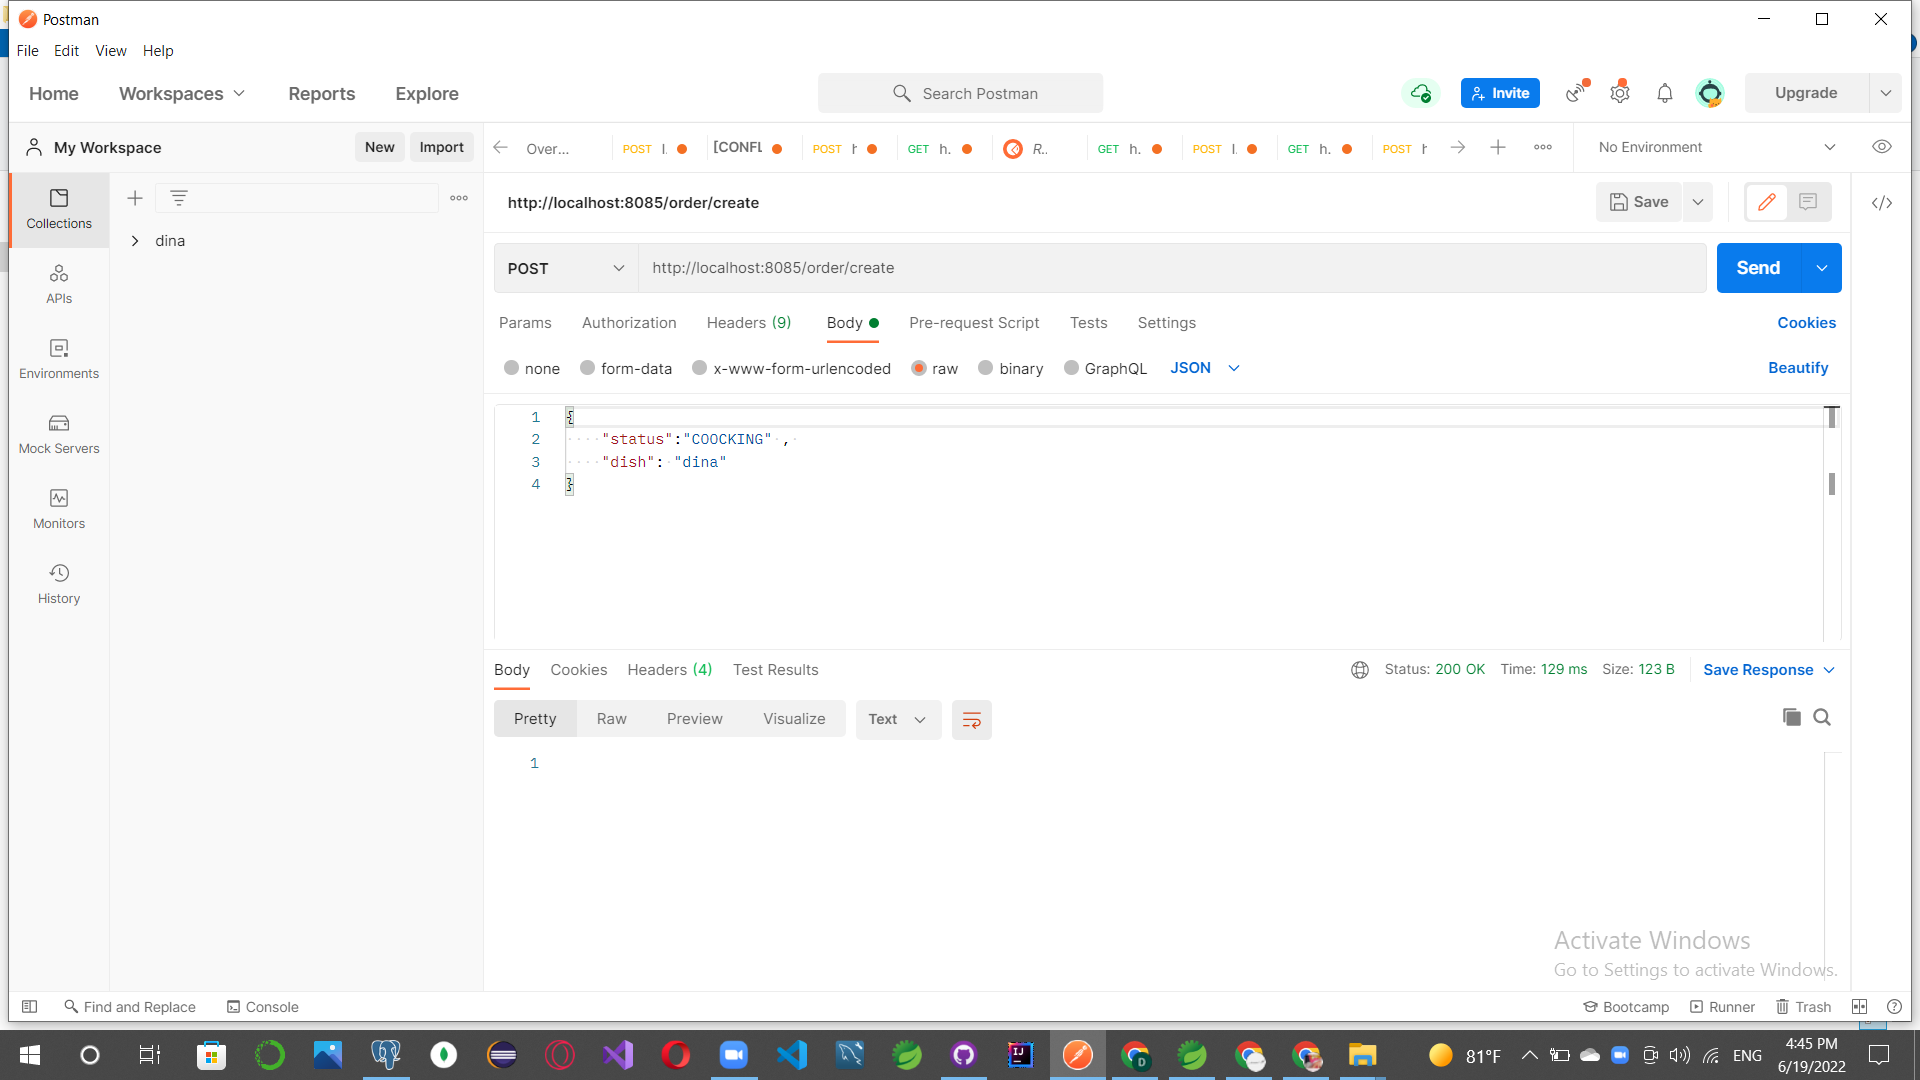 Postman
File Edit View Help
Home Workspaces Reports Explore Search Postman Invite Upgrade
My Workspace New Import Over... POST [CONFL POST h GET h. R.. GET h. POST GET h. POST h No Environment
Collections
dina
APIs
Environments
Mock Servers
Monitors
History
http://localhost:8085/order/create Save
POST http://localhost:8085/order/create Send
Params Authorization Headers (9) Body Pre-request Script Tests Settings Cookies
none form-data x-www-form-urlencoded raw binary GraphQL JSON Beautify
1 {
2 "status":"COOCKING" ,
3 "dish": "dina"
4 }
Body Cookies Headers (4) Test Results Status: 200 OK Time: 129 ms Size: 123 B Save Response
Pretty Raw Preview Visualize Text
1
Activate Windows
Go to Settings to activate Windows.
Find and Replace Console Bootcamp Runner Trash
81°F ENG 4:45 PM
6/19/2022